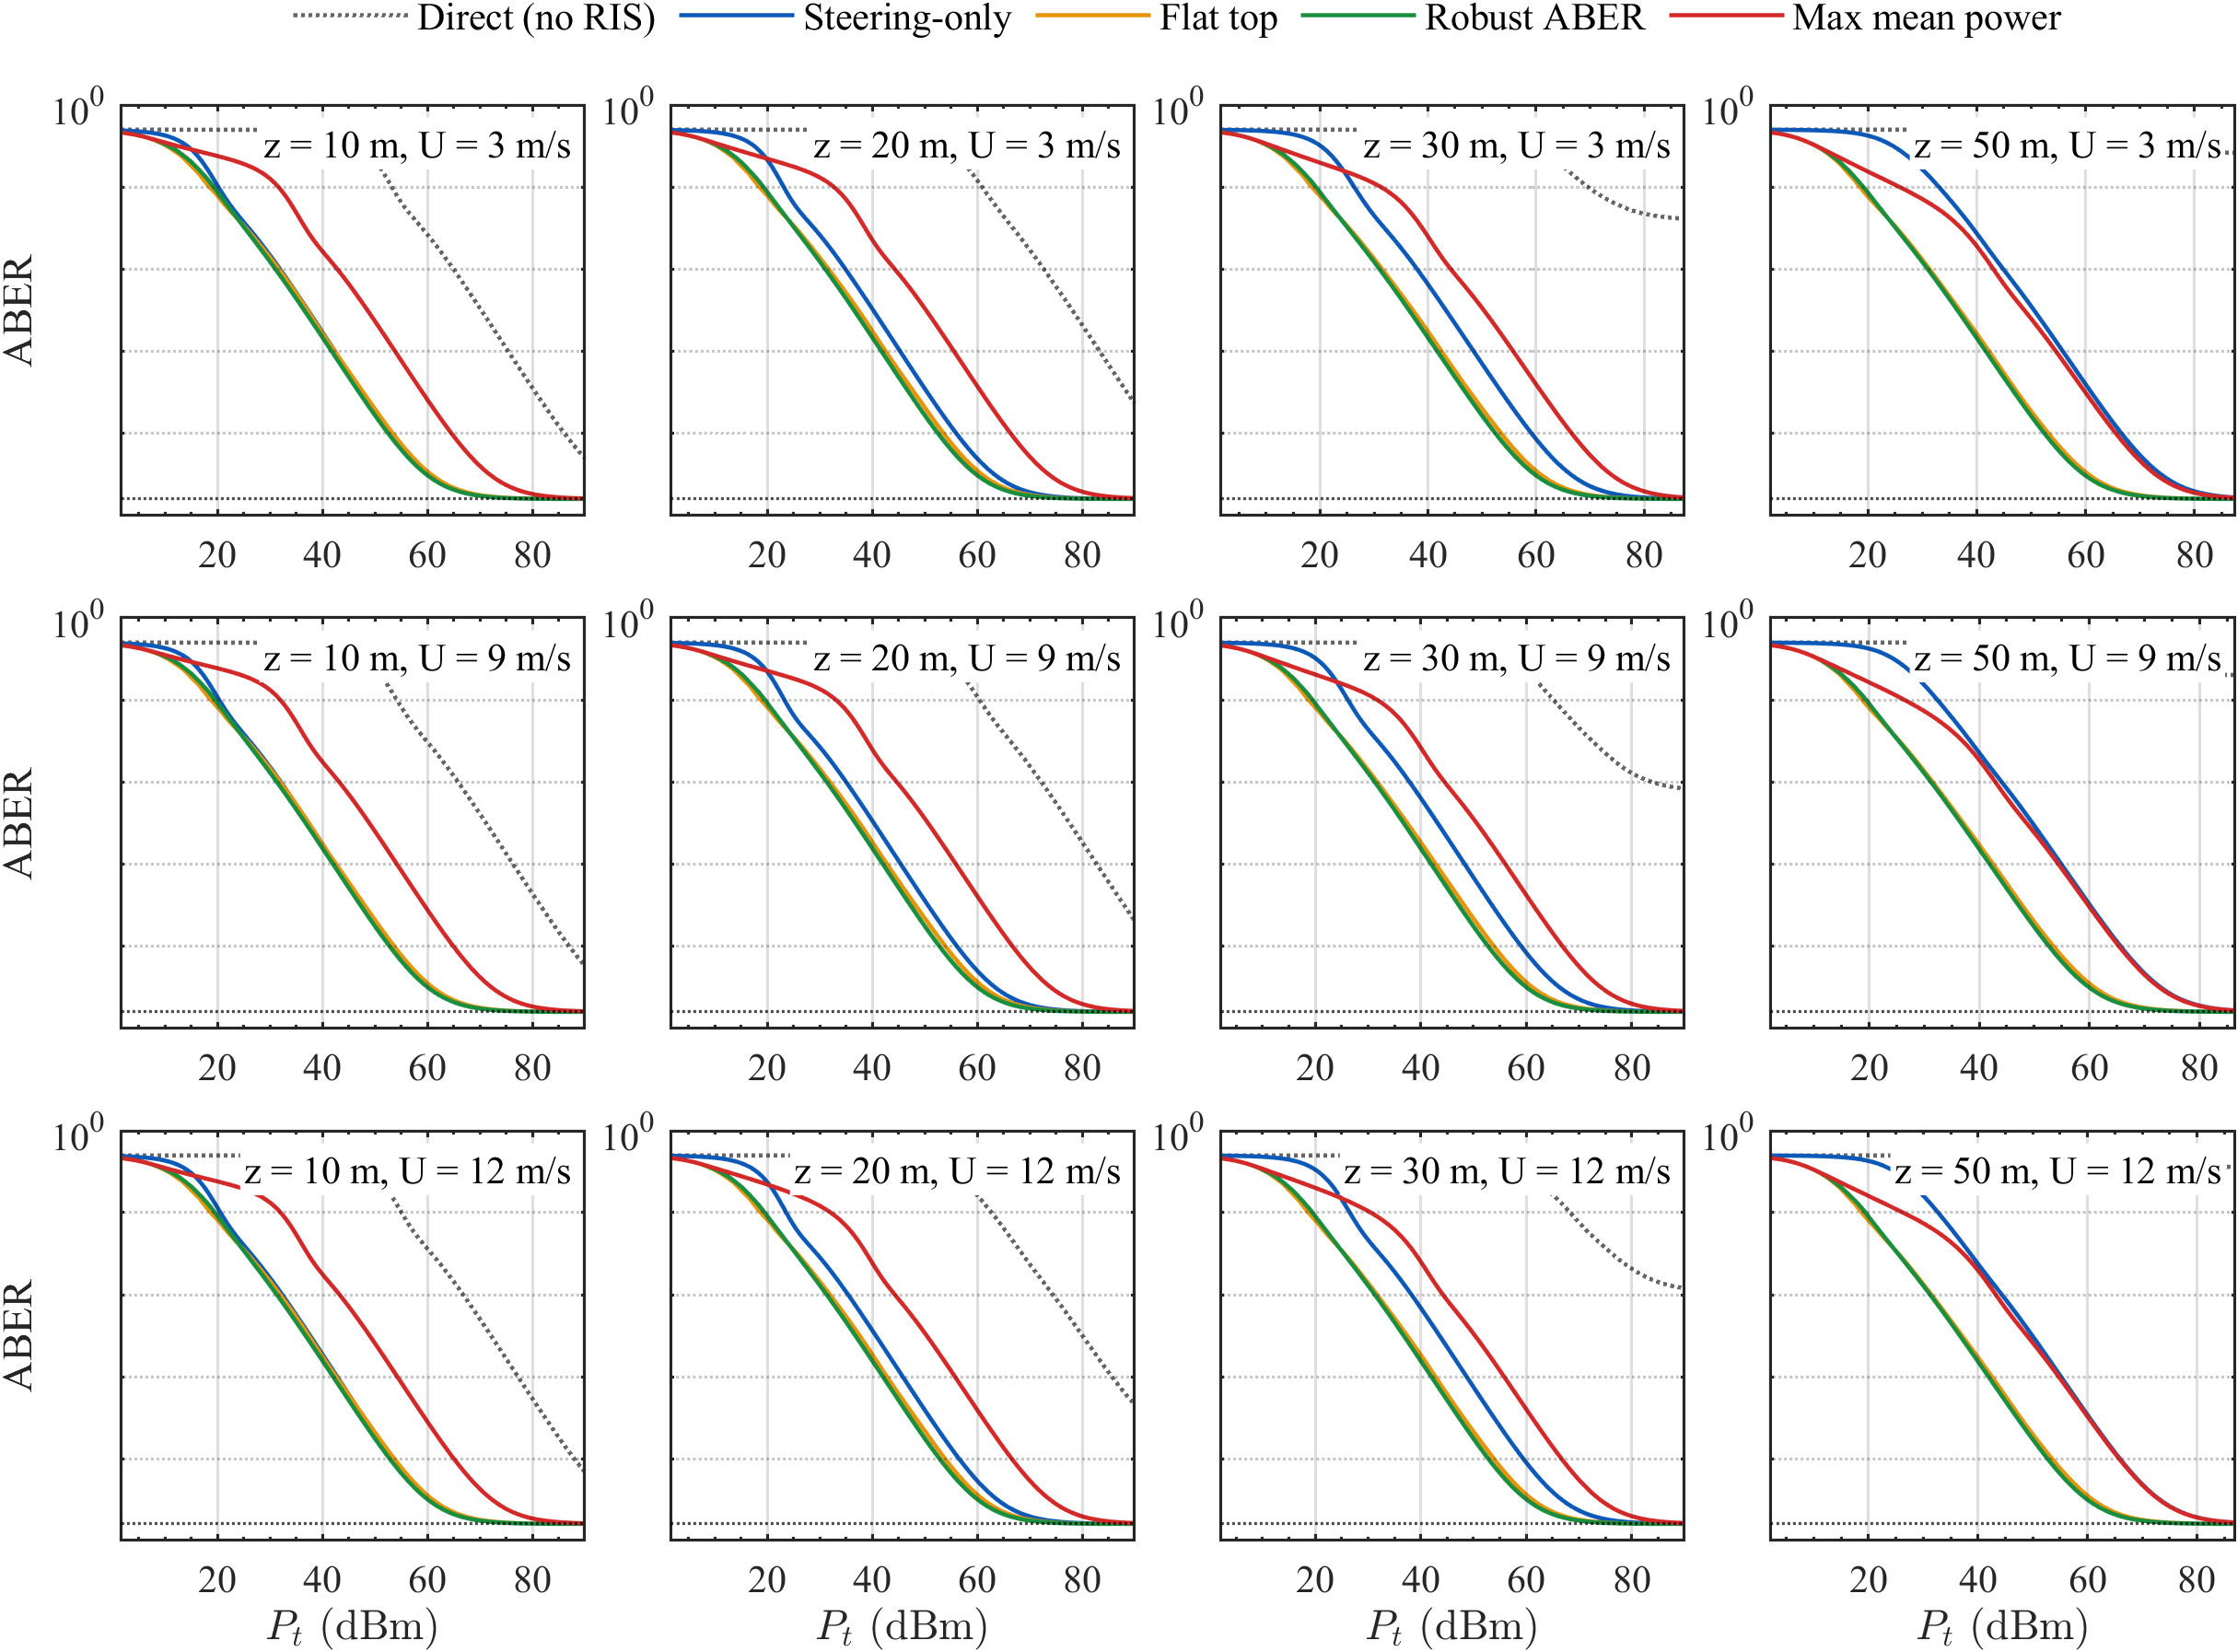 Direct (no RIS) Steering-only Flat top Robust ABER Max mean power
10^0 10^0 10^0 10^0
z = 10 m, U = 3 m/s z = 20 m, U = 3 m/s z = 30 m, U = 3 m/s z = 50 m, U = 3 m/s
ABER
20 40 60 80 20 40 60 80 20 40 60 80 20 40 60 80
10^0 10^0 10^0 10^0
z = 10 m, U = 9 m/s z = 20 m, U = 9 m/s z = 30 m, U = 9 m/s z = 50 m, U = 9 m/s
ABER
20 40 60 80 20 40 60 80 20 40 60 80 20 40 60 80
10^0 10^0 10^0 10^0
z = 10 m, U = 12 m/s z = 20 m, U = 12 m/s z = 30 m, U = 12 m/s z = 50 m, U = 12 m/s
ABER
20 40 60 80 20 40 60 80 20 40 60 80 20 40 60 80
P_t (dBm) P_t (dBm) P_t (dBm) P_t (dBm)